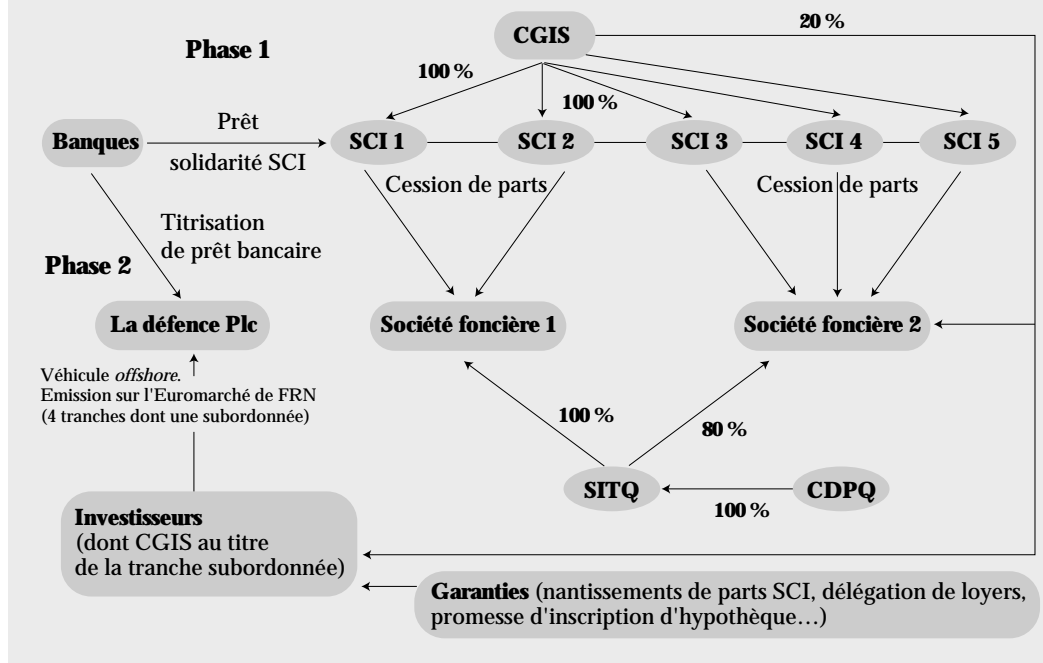 20 %
CGIS
Phase 1
100 %
100 %
Prêt
Banques
SCI 1
SCI 2
SCI 3
SCI 4
SCI 5
solidarité SCI
Cession de parts
Cession de parts
Titrisation
de prêt bancaire
Phase 2
La défence Plc
Société foncière 1
Société foncière 2
Véhicule offshore.
Emission sur l'Euromarché de FRN
(4 tranches dont une subordonnée)
100 %
80 %
SITQ
CDPQ
100 %
Investisseurs
(dont CGIS au titre
de la tranche subordonnée)
Garanties (nantissements de parts SCI, délégation de loyers,
promesse d'inscription d'hypothèque…)